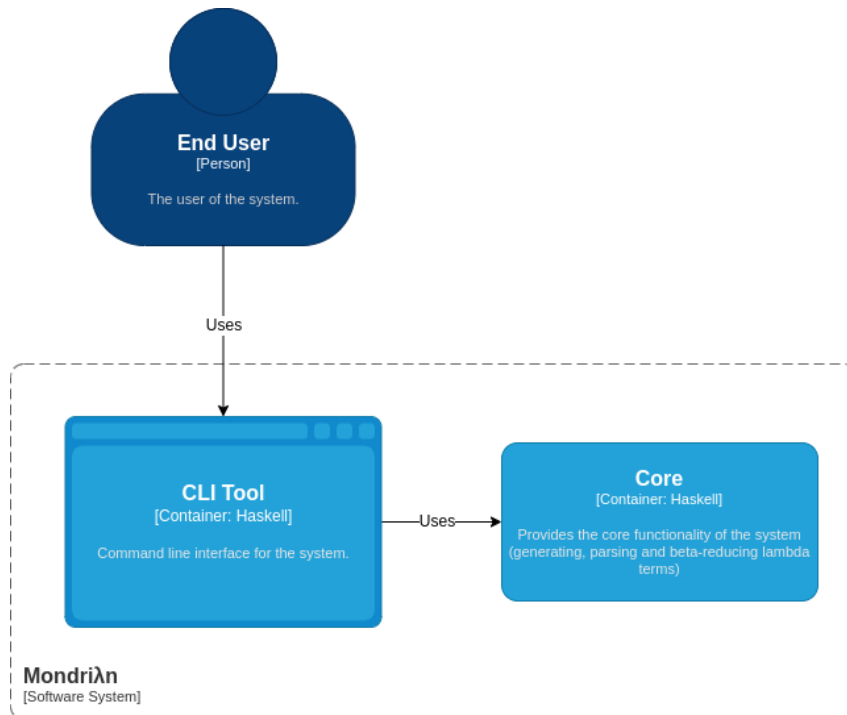 End User
[Person]
The user of the system.
Uses
CLI Tool
[Container: Haskell]
Command line interface for the system.
Uses
Core
[Container: Haskell]
Provides the core functionality of the system
(generating, parsing and beta-reducing lambda
terms)
Mondriλn
[Software System]